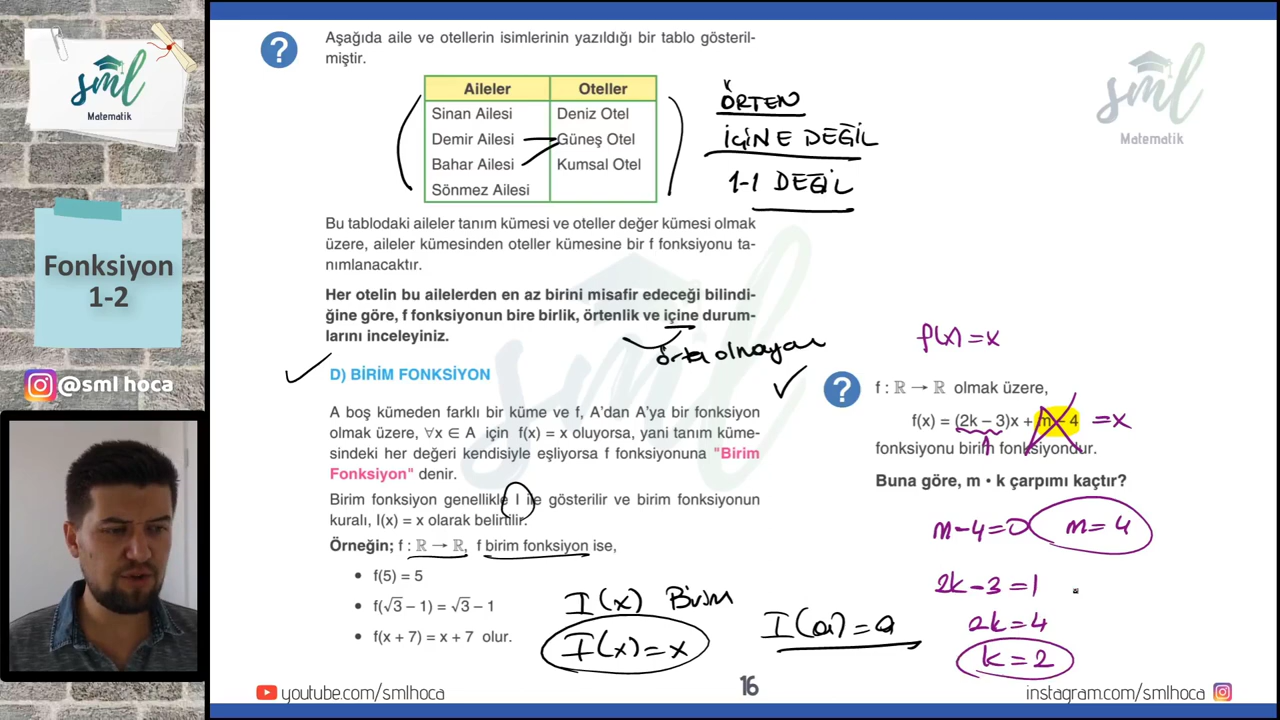 sml
Matematik
Fonksiyon
1-2
@sml hoca
Aşağıda aile ve otellerin isimlerinin yazıldığı bir tablo gösteril-
miştir.
Aileler Oteller
Sinan Ailesi Deniz Otel
Demir Ailesi Güneş Otel
Bahar Ailesi Kumsal Otel
Sönmez Ailesi
ÖRTEN
İÇİNE DEĞİL
1-1 DEĞİL
Bu tablodaki aileler tanım kümesi ve oteller değer kümesi olmak
üzere, aileler kümesinden oteller kümesine bir f fonksiyonu ta-
nımlanacaktır.
Her otelin bu ailelerden en az birini misafir edeceği bilindi-
ğine göre, f fonksiyonun bire birlik, örtenlik ve içine durum-
larını inceleyiniz.
örten olmayan
D) BİRİM FONKSİYON
A boş kümeden farklı bir küme ve f, A'dan A'ya bir fonksiyon
olmak üzere, ∀x ∈ A için f(x) = x oluyorsa, yani tanım küme-
sindeki her değeri kendisiyle eşliyorsa f fonksiyonuna "Birim
Fonksiyon" denir.
Birim fonksiyon genellikle I ile gösterilir ve birim fonksiyonun
kuralı, I(x) = x olarak belirtilir.
Örneğin; f : ℝ → ℝ, f birim fonksiyon ise,
• f(5) = 5
• f(√3 – 1) = √3 – 1
• f(x + 7) = x + 7 olur.
I(x) Birim
I(x) = x
I(a) = a
sml
Matematik
f(x) = x
f : ℝ → ℝ olmak üzere,
f(x) = (2k – 3)x + m – 4 = x
fonksiyonu birim fonksiyondur.
Buna göre, m • k çarpımı kaçtır?
m – 4 = 0 m = 4
2k – 3 = 1
2k = 4
k = 2
youtube.com/smlhoca
16
instagram.com/smlhoca